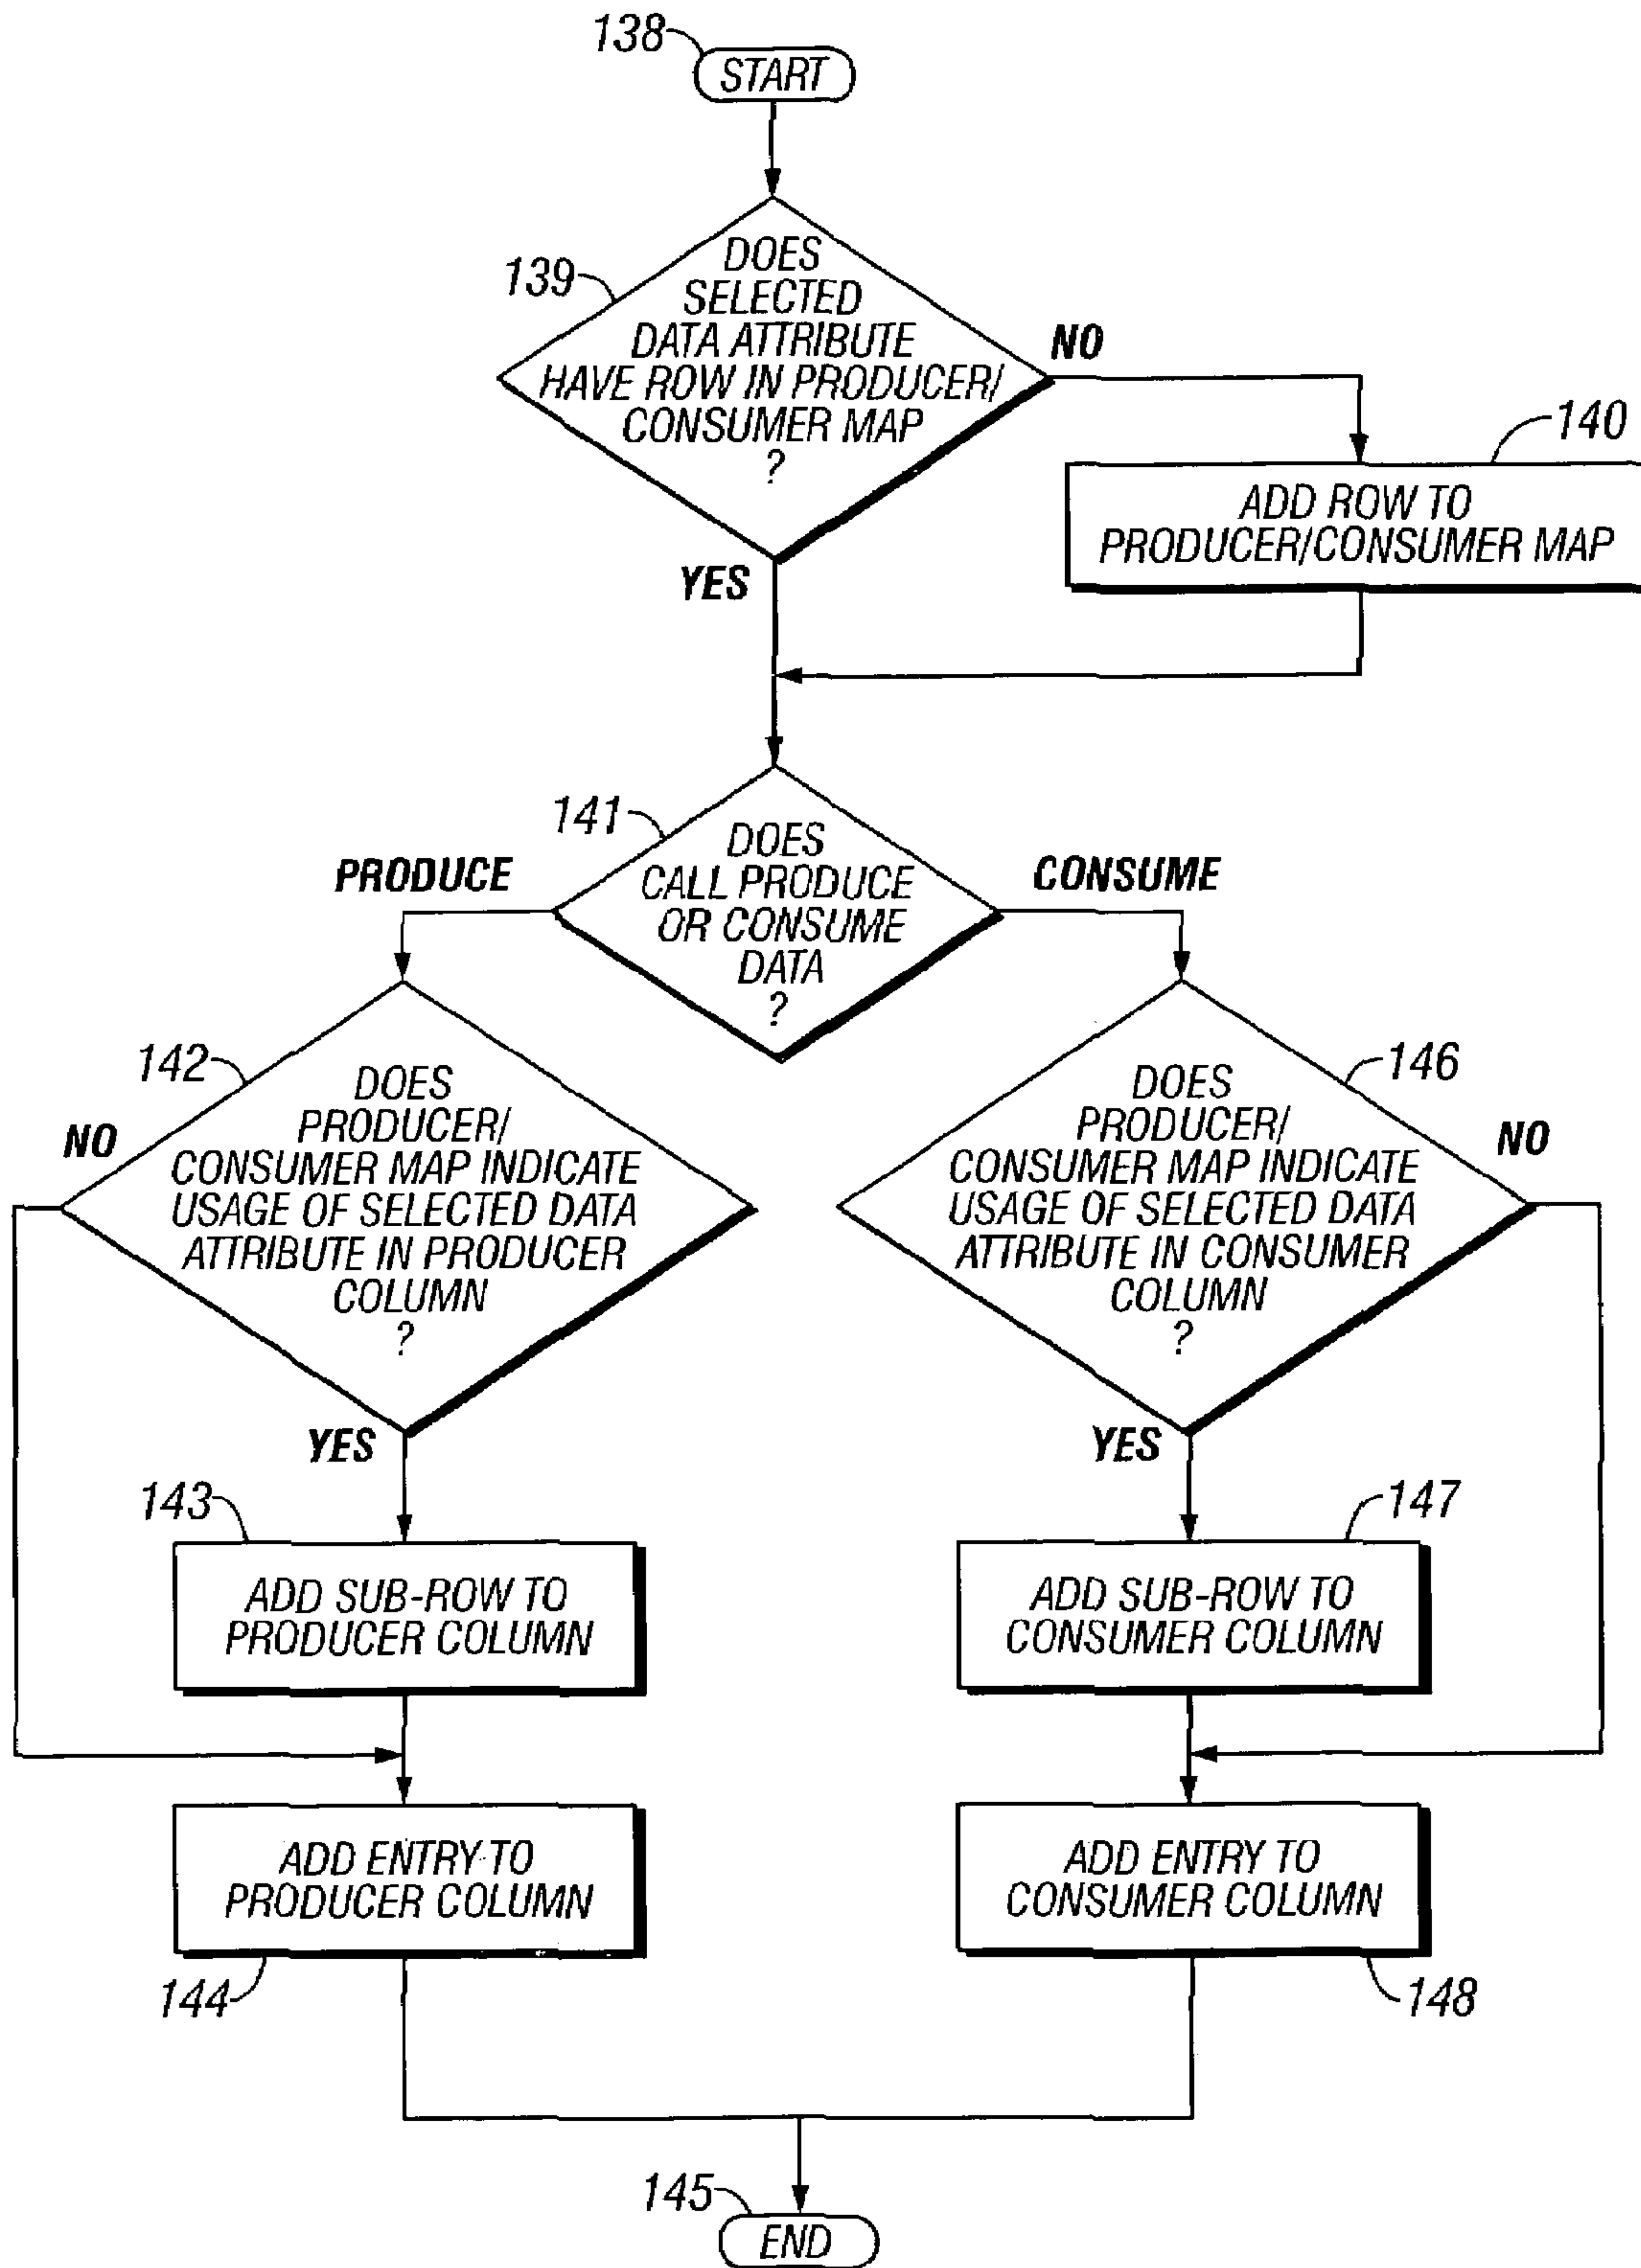 138
START
139
DOES
SELECTED
DATA ATTRIBUTE
HAVE ROW IN PRODUCER/
CONSUMER MAP
?
NO
YES
140
ADD ROW TO
PRODUCER/CONSUMER MAP
141
DOES
CALL PRODUCE
OR CONSUME
DATA
?
PRODUCE
CONSUME
142
DOES
PRODUCER/
CONSUMER MAP INDICATE
USAGE OF SELECTED DATA
ATTRIBUTE IN PRODUCER
COLUMN
?
NO
YES
146
DOES
PRODUCER/
CONSUMER MAP INDICATE
USAGE OF SELECTED DATA
ATTRIBUTE IN CONSUMER
COLUMN
?
NO
YES
143
ADD SUB-ROW TO
PRODUCER COLUMN
147
ADD SUB-ROW TO
CONSUMER COLUMN
ADD ENTRY TO
PRODUCER COLUMN
144
ADD ENTRY TO
CONSUMER COLUMN
148
145
END